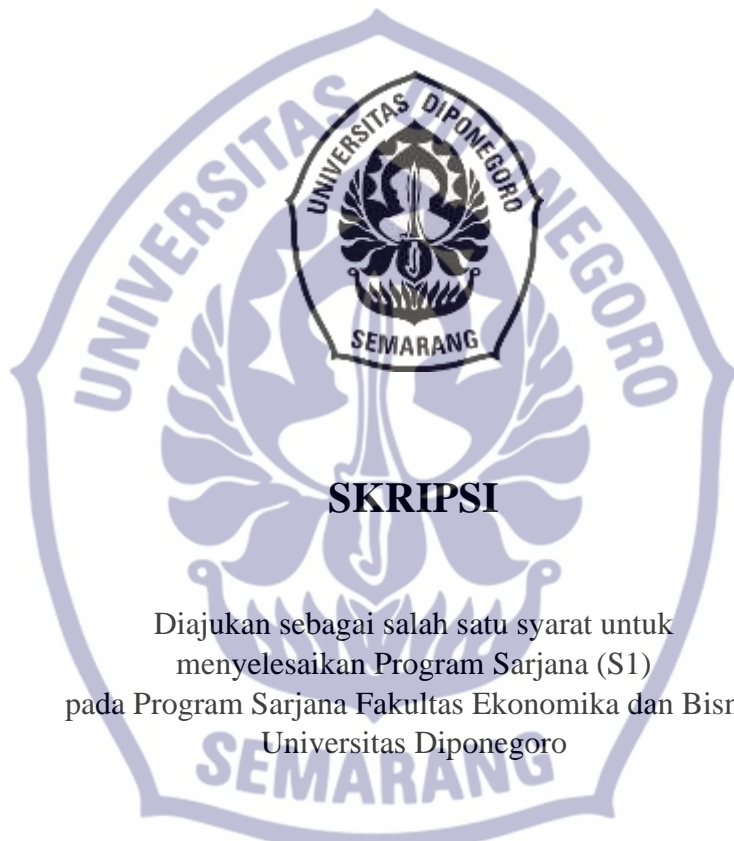 UNIVERSITAS DIPONEGORO
SEMARANG
UNIVERSITAS DIPONEGORO
SEMARANG
SKRIPSI
Diajukan sebagai salah satu syarat untuk
menyelesaikan Program Sarjana (S1)
pada Program Sarjana Fakultas Ekonomika dan Bisn
Universitas Diponegoro